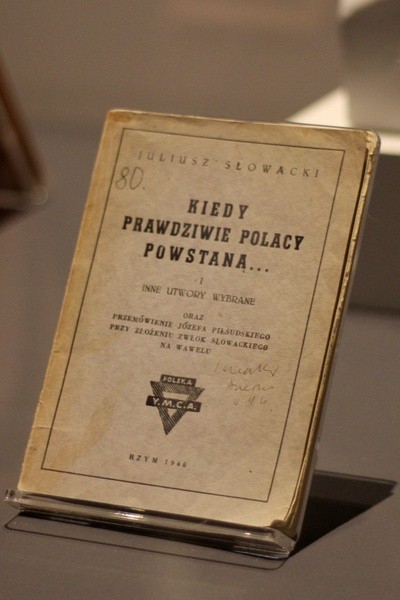 JULIUSZ SŁOWACKI
80.
KIEDY
PRAWDZIWIE POLACY
POWSTANĄ...
I
INNE UTWORY WYBRANE
ORAZ
PRZEMÓWIENIE JÓZEFA PIŁSUDSKIEGO
PRZY ZŁOŻENIU ZWŁOK SŁOWACKIEGO
NA WAWELU
POLSKA
Y.M.C.A.
RZYM 1946